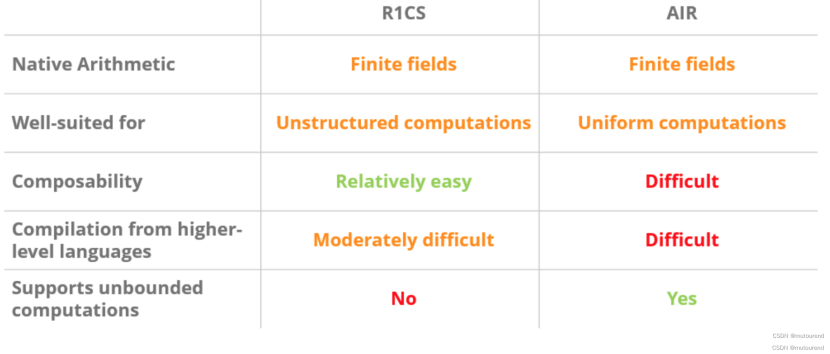 R1CS AIR
Native Arithmetic Finite fields Finite fields
Well-suited for Unstructured computations Uniform computations
Composability Relatively easy Difficult
Compilation from higher-
level languages Moderately difficult Difficult
Supports unbounded
computations No Yes
CSDN @mutourend
CSDN @mutourend